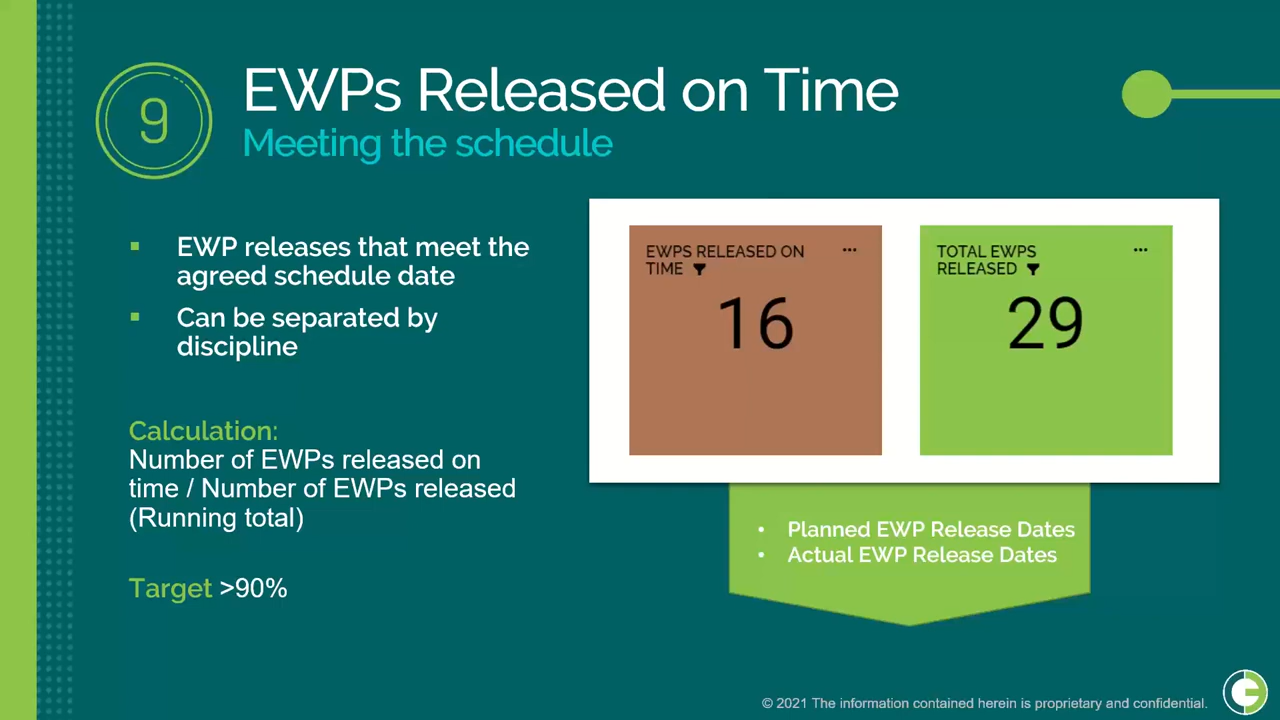 9
EWPs Released on Time
Meeting the schedule
▪ EWP releases that meet the
agreed schedule date
▪ Can be separated by
discipline
Calculation:
Number of EWPs released on
time / Number of EWPs released
(Running total)
Target >90%
EWPS RELEASED ON
TIME
...
16
TOTAL EWPS
RELEASED
...
29
• Planned EWP Release Dates
• Actual EWP Release Dates
© 2021 The information contained herein is proprietary and confidential.